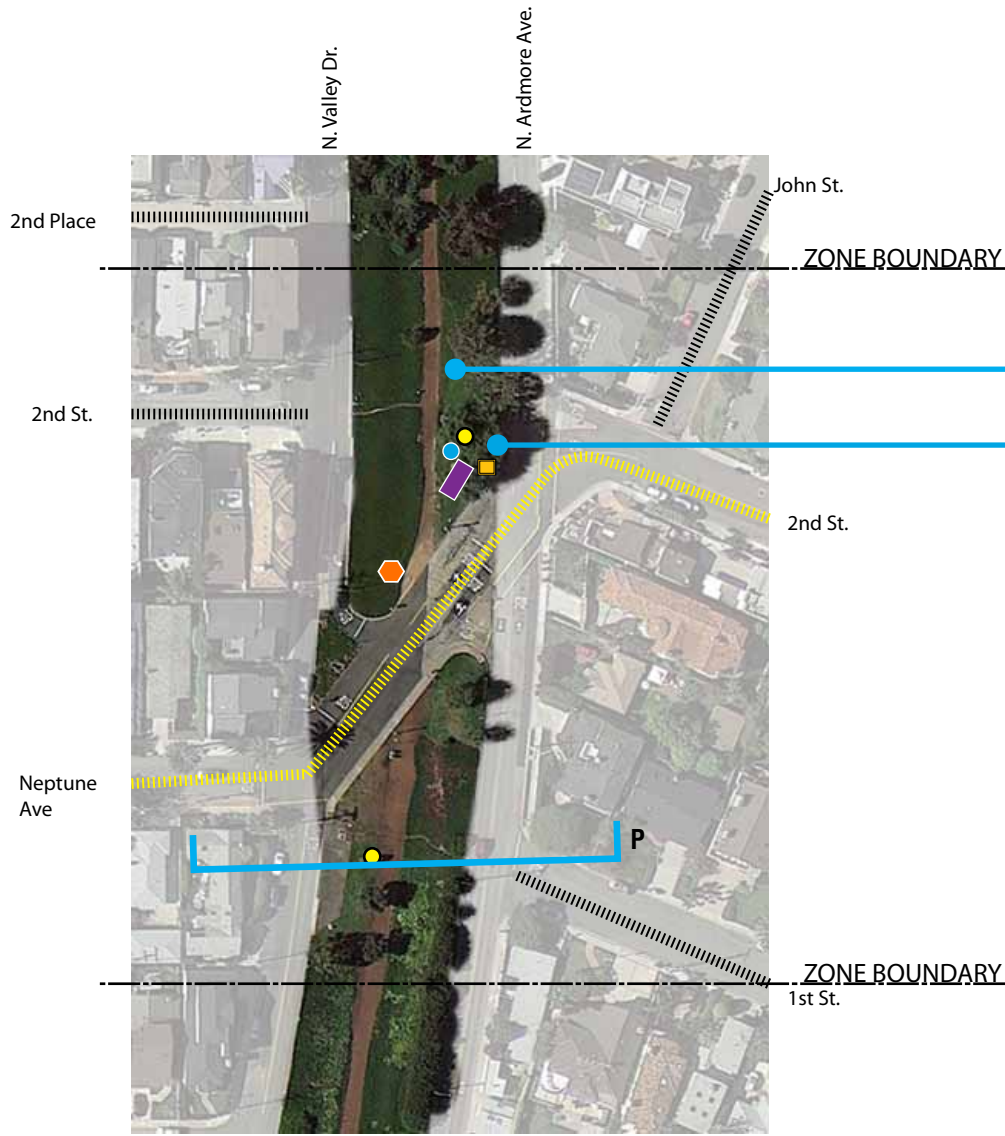 N. Valley Dr.
N. Ardmore Ave.
John St.
2nd Place
ZONE BOUNDARY
2nd St.
2nd St.
Neptune
Ave
P
ZONE BOUNDARY
1st St.